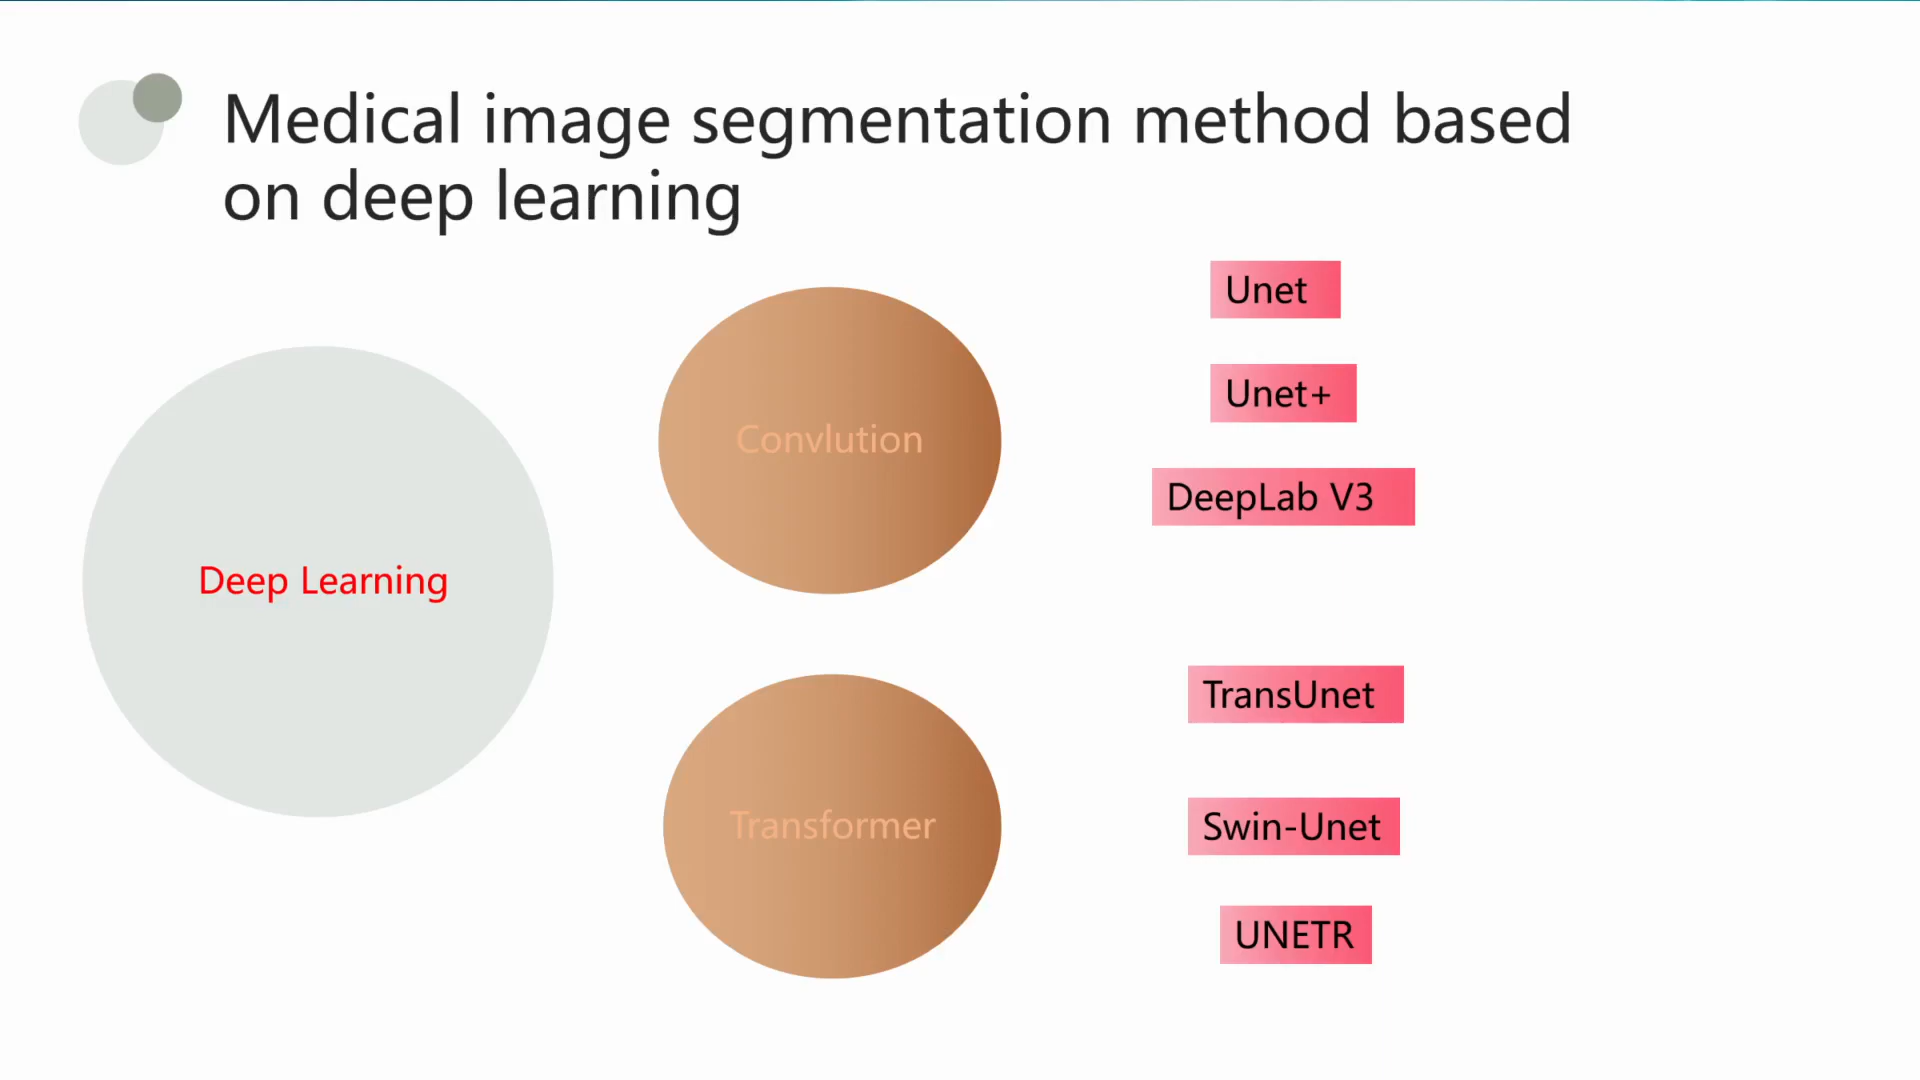 Medical image segmentation method based
on deep learning
Deep Learning
Convlution
Unet
Unet+
DeepLab V3
Transformer
TransUnet
Swin-Unet
UNETR